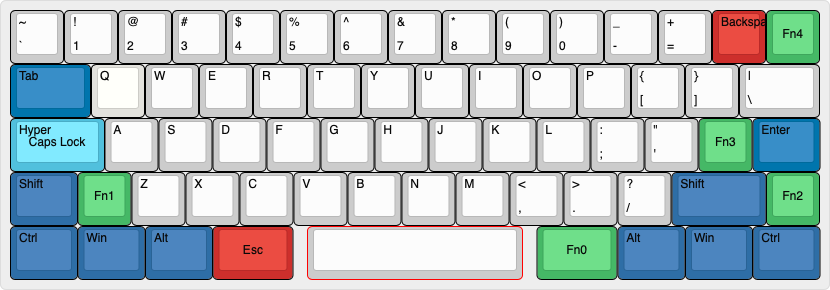 ~ ! @ # $ % ^ & * ( ) _ + Backspa Fn4
` 1 2 3 4 5 6 7 8 9 0 - =
Tab Q W E R T Y U I O P { } |
[ ] \
Hyper A S D F G H J K L : " Fn3 Enter
Caps Lock ; '
Shift Fn1 Z X C V B N M < > ? Shift Fn2
, . /
Ctrl Win Alt Esc Fn0 Alt Win Ctrl